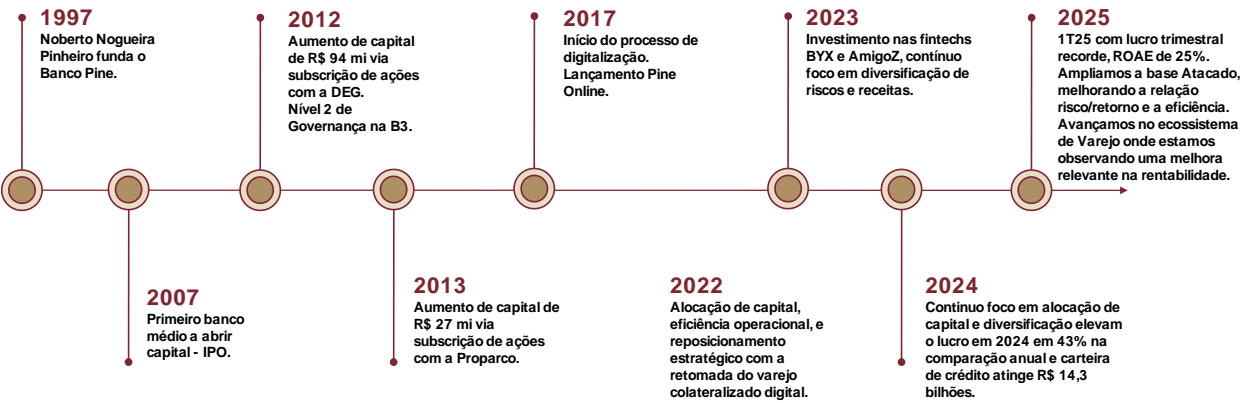 1997
Noberto Nogueira
Pinheiro funda o
Banco Pine.
2012
Aumento de capital
de R$ 94 mi via
subscrição de ações
com a DEG.
Nível 2 de
Governança na B3.
2017
Início do processo de
digitalização.
Lançamento Pine
Online.
2023
Investimento nas fintechs
BYX e AmigoZ, contínuo
foco em diversificação de
riscos e receitas.
2025
1T25 com lucro trimestral
recorde, ROAE de 25%.
Ampliamos a base Atacado,
melhorando a relação
risco/retorno e a eficiência.
Avançamos no ecossistema
de Varejo onde estamos
observando uma melhora
relevante na rentabilidade.
2007
Primeiro banco
médio a abrir
capital - IPO.
2013
Aumento de capital de
R$ 27 mi via
subscrição de ações
com a Proparco.
2022
Alocação de capital,
eficiência operacional, e
reposicionamento
estratégico com a
retomada do varejo
colateralizado digital.
2024
Continuo foco em alocação de
capital e diversificação elevam
o lucro em 2024 em 43% na
comparação anual e carteira
de crédito atinge R$ 14,3
bilhões.